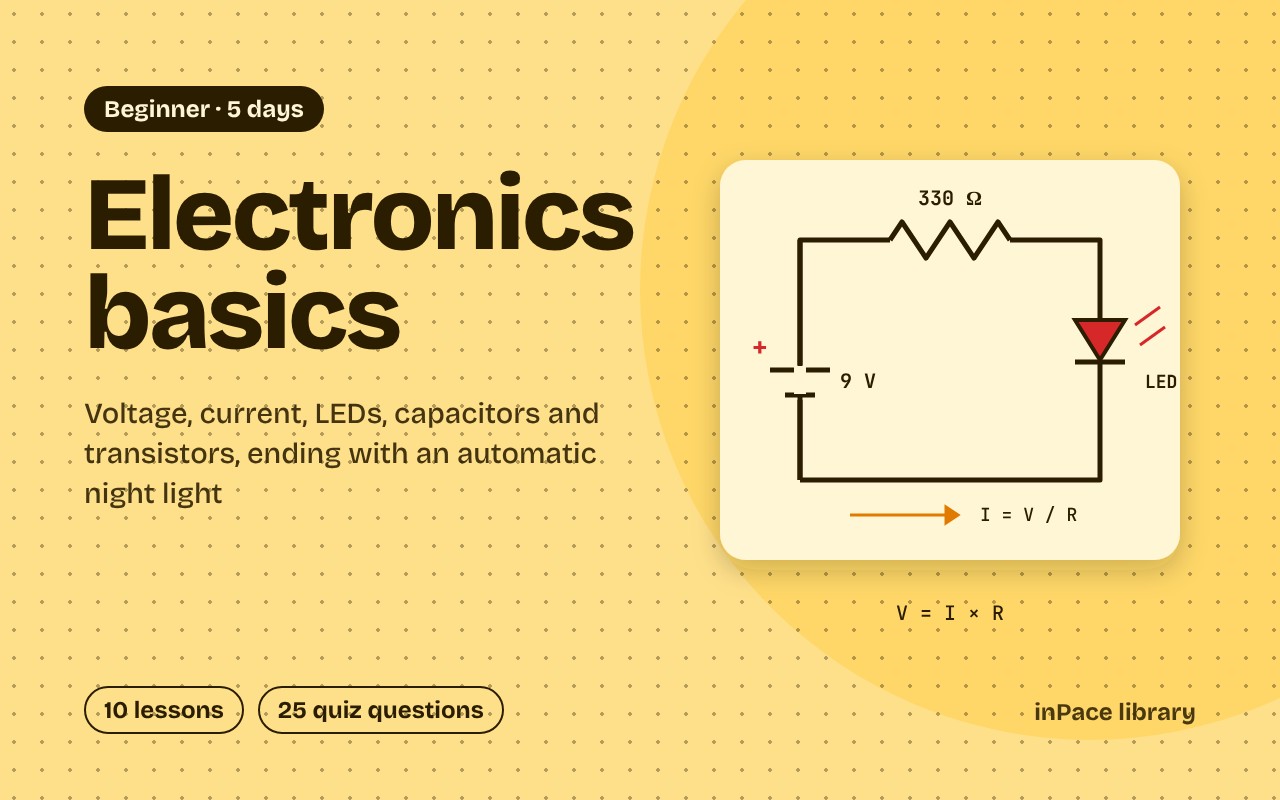 Beginner · 5 days
Electronics
basics
Voltage, current, LEDs, capacitors and
transistors, ending with an automatic
night light
10 lessons
25 quiz questions
330 Ω
+
9 V
LED
I = V / R
V = I × R
inPace library